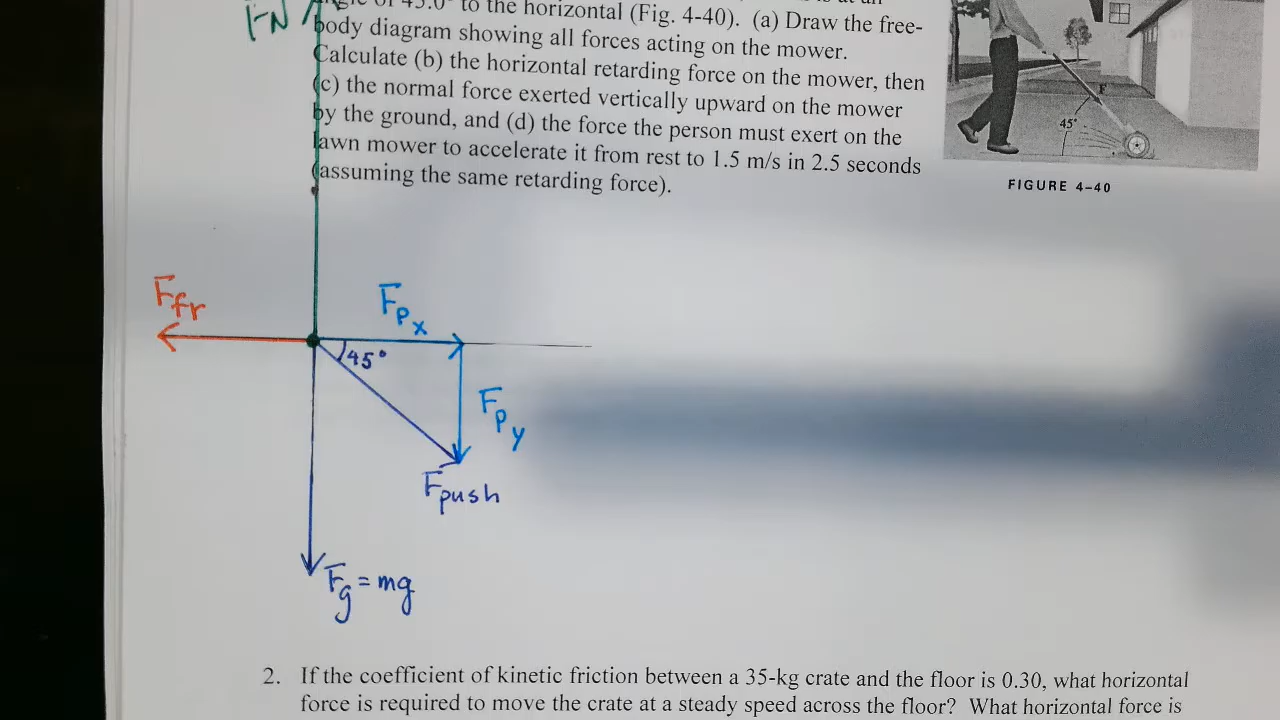 of 45.0° to the horizontal (Fig. 4-40). (a) Draw the free-
FN
body diagram showing all forces acting on the mower.
Calculate (b) the horizontal retarding force on the mower, then
(c) the normal force exerted vertically upward on the mower
by the ground, and (d) the force the person must exert on the
lawn mower to accelerate it from rest to 1.5 m/s in 2.5 seconds
(assuming the same retarding force).
F
45°
FIGURE 4-40
Ffr
Fpx
45°
Fpy
Fpush
Fg = mg
2. If the coefficient of kinetic friction between a 35-kg crate and the floor is 0.30, what horizontal
force is required to move the crate at a steady speed across the floor? What horizontal force is